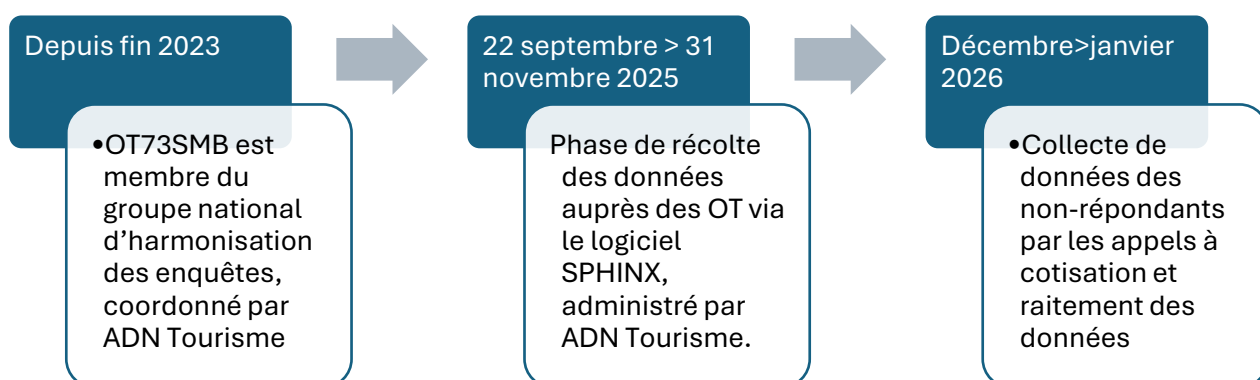 Depuis fin 2023
•OT73SMB est
membre du
groupe national
d’harmonisation
des enquêtes,
coordonné par
ADN Tourisme
22 septembre > 31
novembre 2025
Phase de récolte
des données
auprès des OT via
le logiciel
SPHINX,
administré par
ADN Tourisme.
Décembre>janvier
2026
•Collecte de
données des
non-répondants
par les appels à
cotisation et
raitement des
données